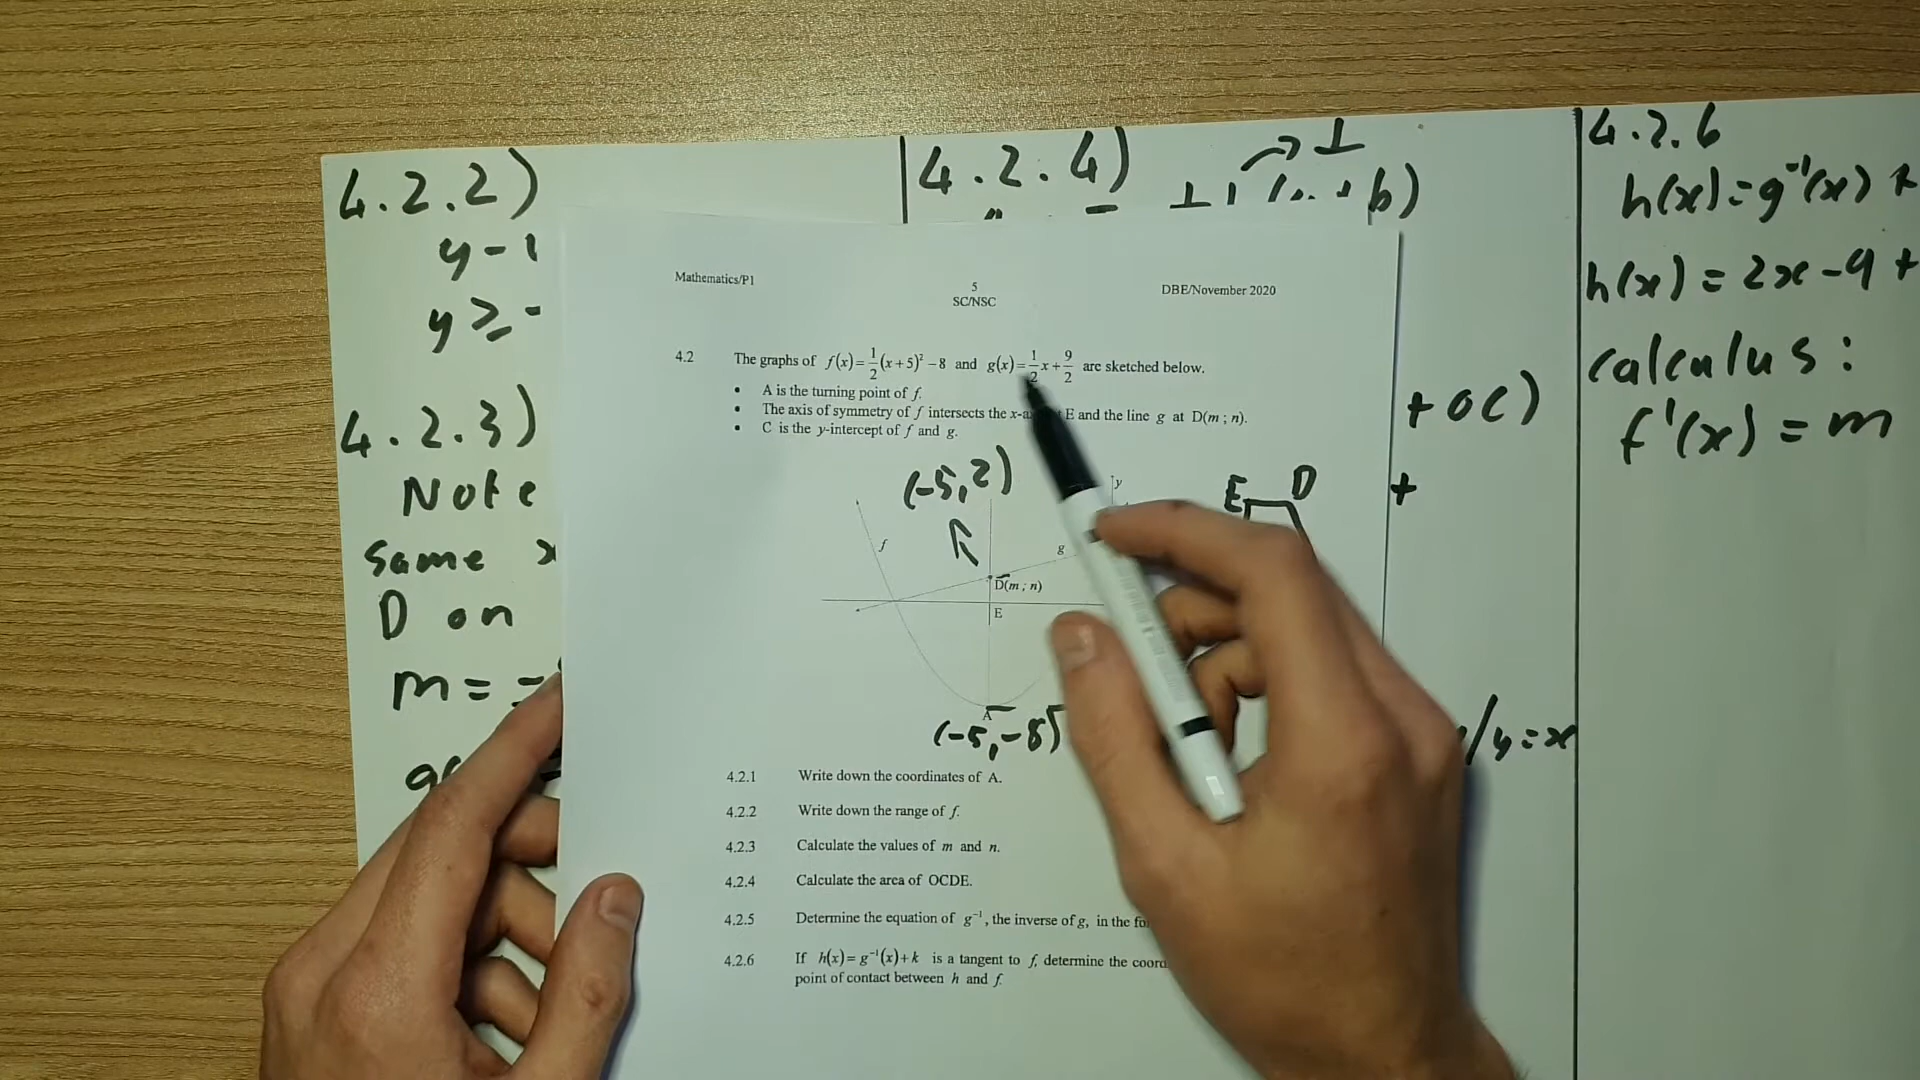 4.2.2)
y -
y ≥ -
4.2.3)
Note
same x
D on
m = -
4.2.4)
⊥
b)
+ OC)
+
/y=x
4.2.6
h(x) = g⁻¹(x) +
h(x) = 2x - 9 +
calculus:
f'(x) = m
Mathematics/P1
5
SC/NSC
DBE/November 2020
4.2 The graphs of f(x) = 1/2(x+5)² - 8 and g(x) = 1/2x + 9/2 are sketched below.
• A is the turning point of f.
• The axis of symmetry of f intersects the x-a E and the line g at D(m ; n).
• C is the y-intercept of f and g.
(-5,2)
y
E D
f
g
D(m ; n)
E
A
(-5,-8)
4.2.1 Write down the coordinates of A.
4.2.2 Write down the range of f.
4.2.3 Calculate the values of m and n.
4.2.4 Calculate the area of OCDE.
4.2.5 Determine the equation of g⁻¹, the inverse of g, in the fo
4.2.6 If h(x) = g⁻¹(x) + k is a tangent to f, determine the coord
point of contact between h and f.